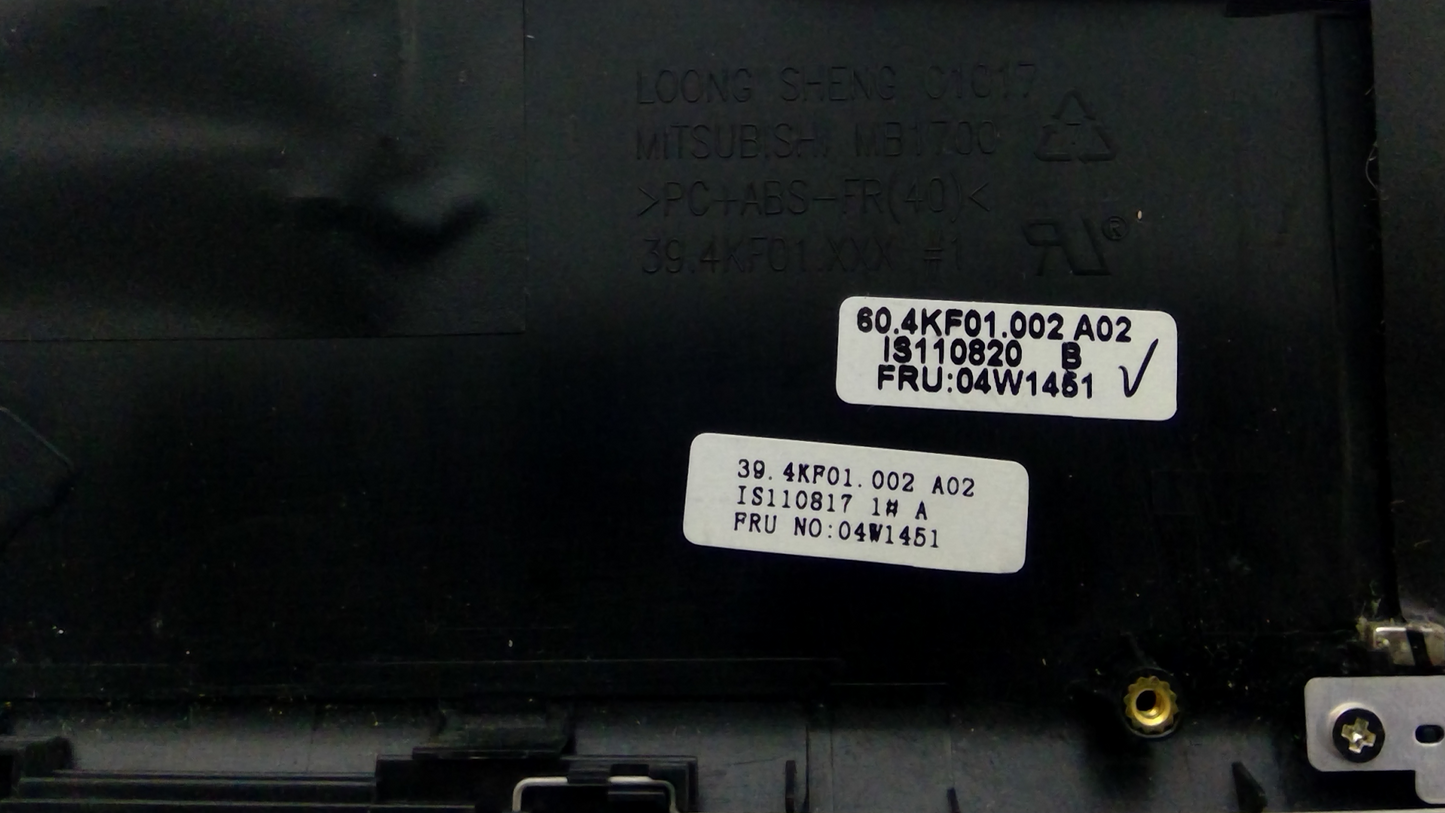 LOONG SHENG C1017
MITSUBISHI MB1700
>PC+ABS-FR(40)<
39.4KF01.XXX #1
60.4KF01.002 A02
IS110820 B
FRU:04W1451
39.4KF01.002 A02
IS110817 1# A
FRU NO:04W1451